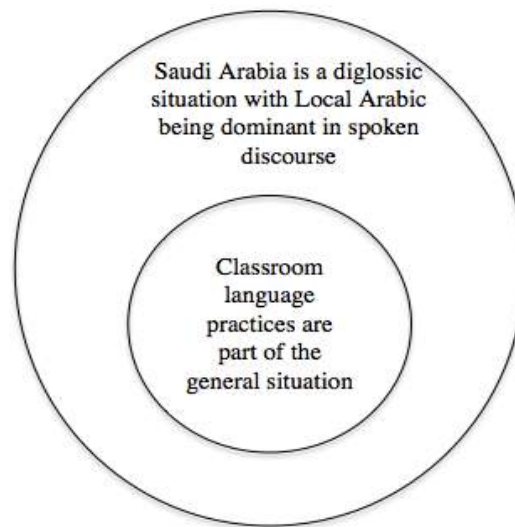 Saudi Arabia is a diglossic
situation with Local Arabic
being dominant in spoken
discourse
Classroom
language
practices are
part of the
general situation